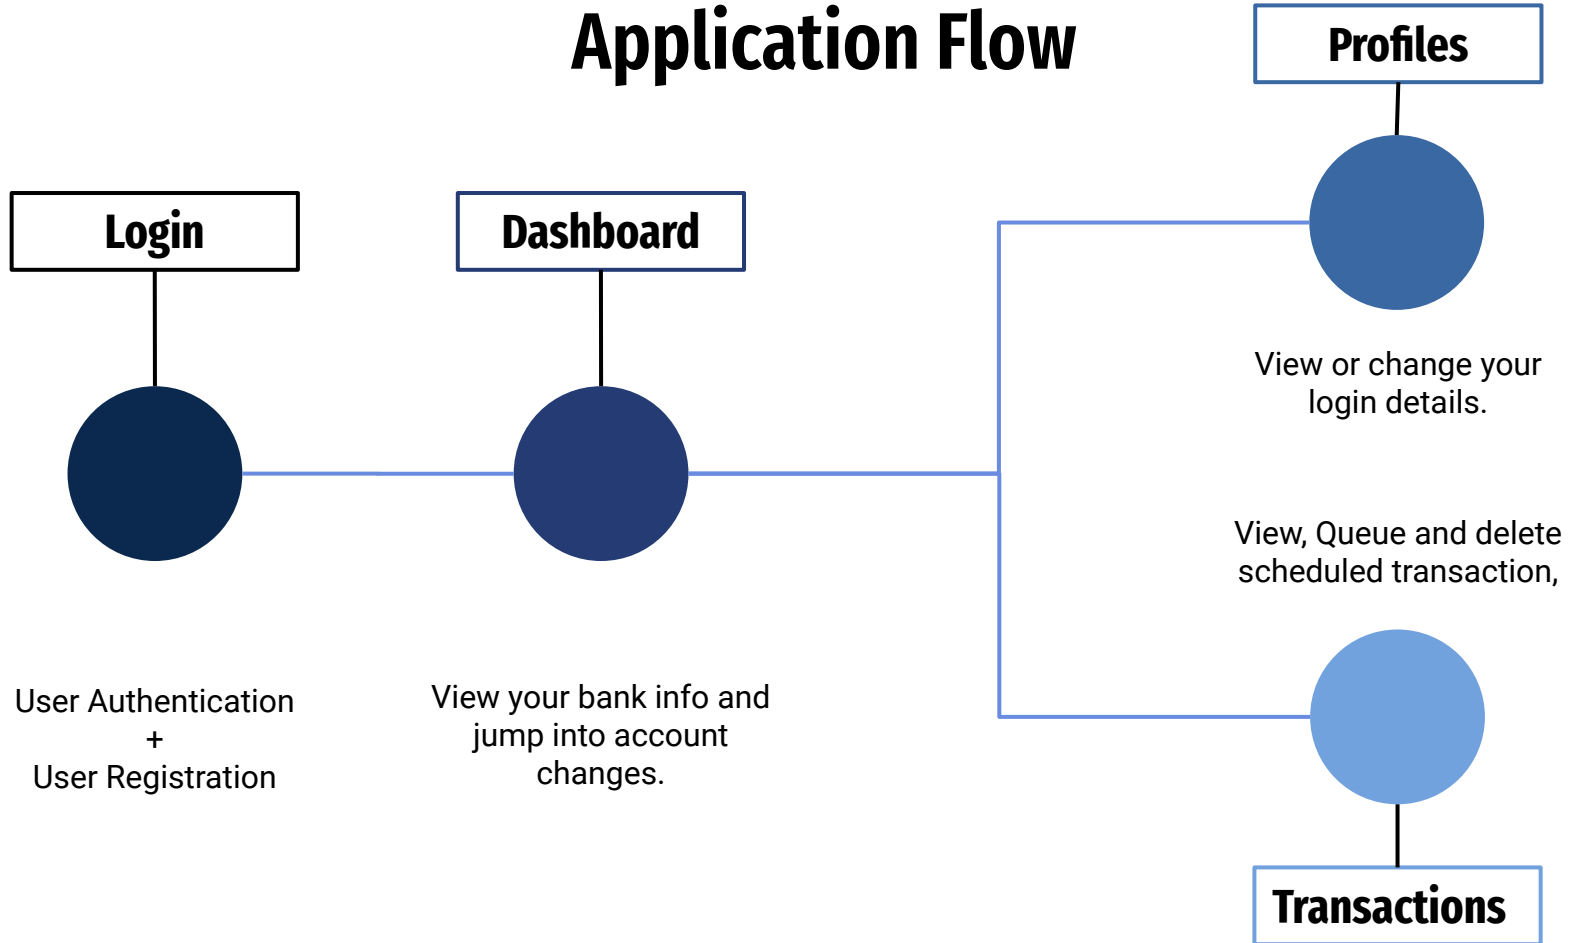 Application Flow
Profiles
Login
Dashboard
View or change your
login details.
View, Queue and delete
scheduled transaction,
User Authentication
+
User Registration
View your bank info and
jump into account
changes.
Transactions